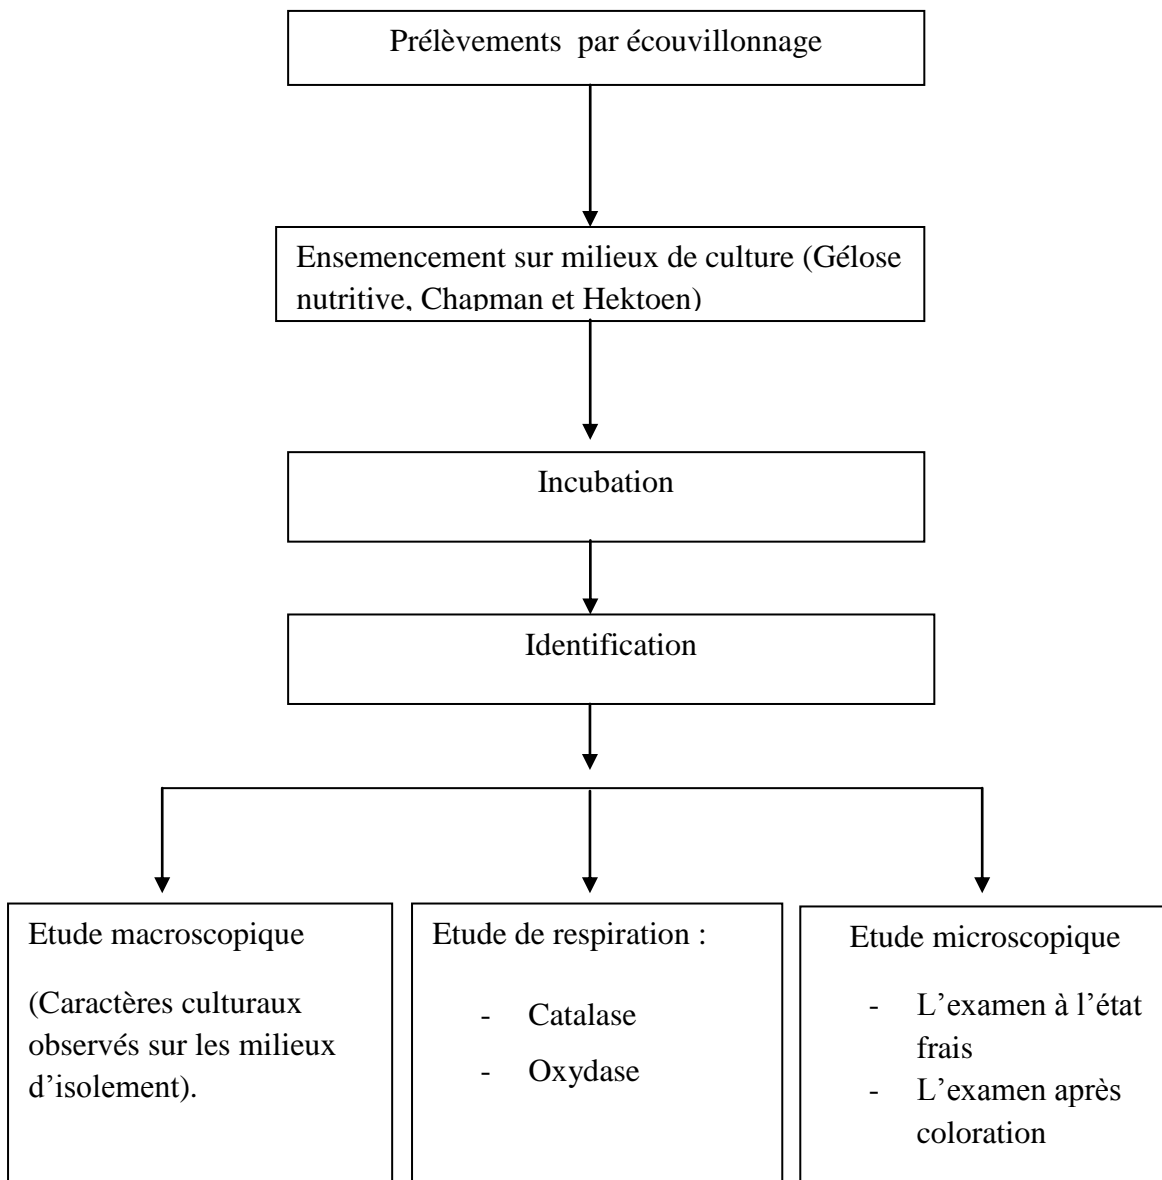 Prélèvements par écouvillonnage
Ensemencement sur milieux de culture (Gélose
nutritive, Chapman et Hektoen)
Incubation
Identification
Etude macroscopique
(Caractères culturaux
observés sur les milieux
d’isolement).
Etude de respiration :
- Catalase
- Oxydase
Etude microscopique
- L’examen à l’état
frais
- L’examen après
coloration